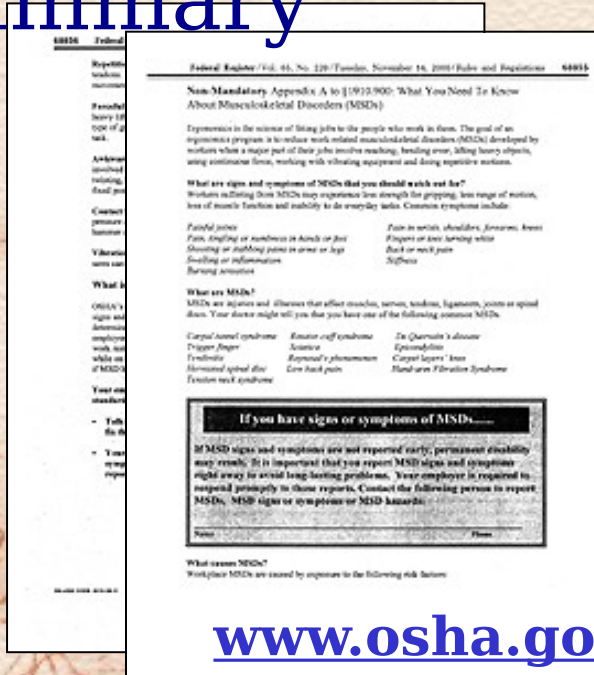 mmary
68856 Federal
Federal Register/Vol. 65, No. 220/Tuesday, November 14, 2000/Rules and Regulations 68855
Non-Mandatory Appendix A to §1910.900: What You Need To Know
About Musculoskeletal Disorders (MSDs)
Ergonomics is the science of fitting jobs to the people who work in them. The goal of an
ergonomics program is to reduce work related musculoskeletal disorders (MSDs) developed by
workers when a major part of their jobs involve reaching, bending over, lifting heavy objects,
using continuous force, working with vibrating equipment and doing repetitive motions.
What are signs and symptoms of MSDs that you should watch out for?
Workers suffering from MSDs may experience less strength for gripping, less range of motion,
loss of muscle function and inability to do everyday tasks. Common symptoms include:
Painful joints
Pain, tingling or numbness in hands or feet
Shooting or stabbing pains in arms or legs
Swelling or inflammation
Burning sensation
Pain in wrists, shoulders, forearms, knees
Fingers or toes turning white
Back or neck pain
Stiffness
What are MSDs?
MSDs are injuries and illnesses that affect muscles, nerves, tendons, ligaments, joints or spinal
discs. Your doctor might tell you that you have one of the following common MSDs.
Carpal tunnel syndrome Rotator cuff syndrome De Quervain's disease
Trigger finger Sciatica Epicondylitis
Tendinitis Raynaud's phenomenon Carpet layers' knee
Herniated spinal disc Low back pain Hand-arm Vibration Syndrome
Tension neck syndrome
If you have signs or symptoms of MSDs......
If MSD signs and symptoms are not reported early, permanent disability
may result. It is important that you report MSD signs and symptoms
right away to avoid long lasting problems. Your employer is required to
respond promptly to those reports. Contact the following person to report
MSDs, MSD signs or symptoms or MSD hazards:
Name Phone
What causes MSDs?
Workplace MSDs are caused by exposure to the following risk factors:
www.osha.go